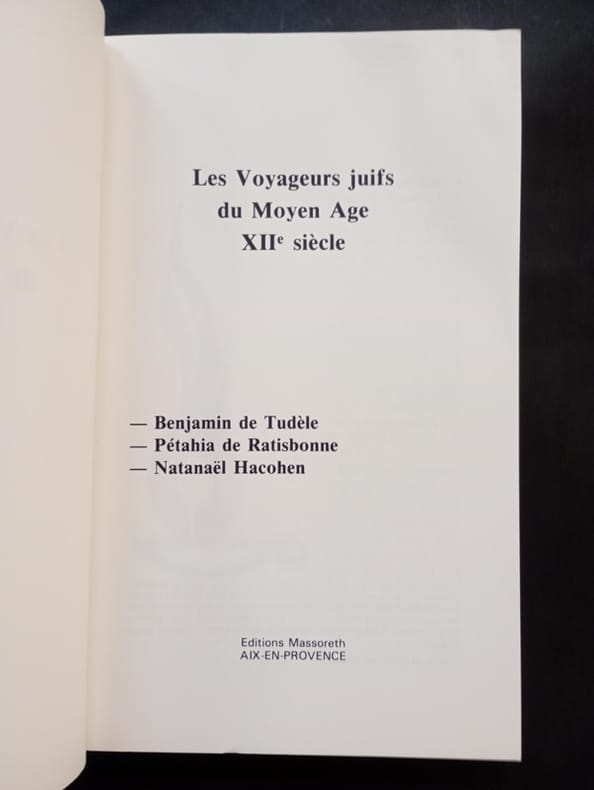 Les Voyageurs juifs
du Moyen Age
XIIe siècle
— Benjamin de Tudèle
— Pétahia de Ratisbonne
— Natanaël Hacohen
Editions Massoreth
AIX-EN-PROVENCE